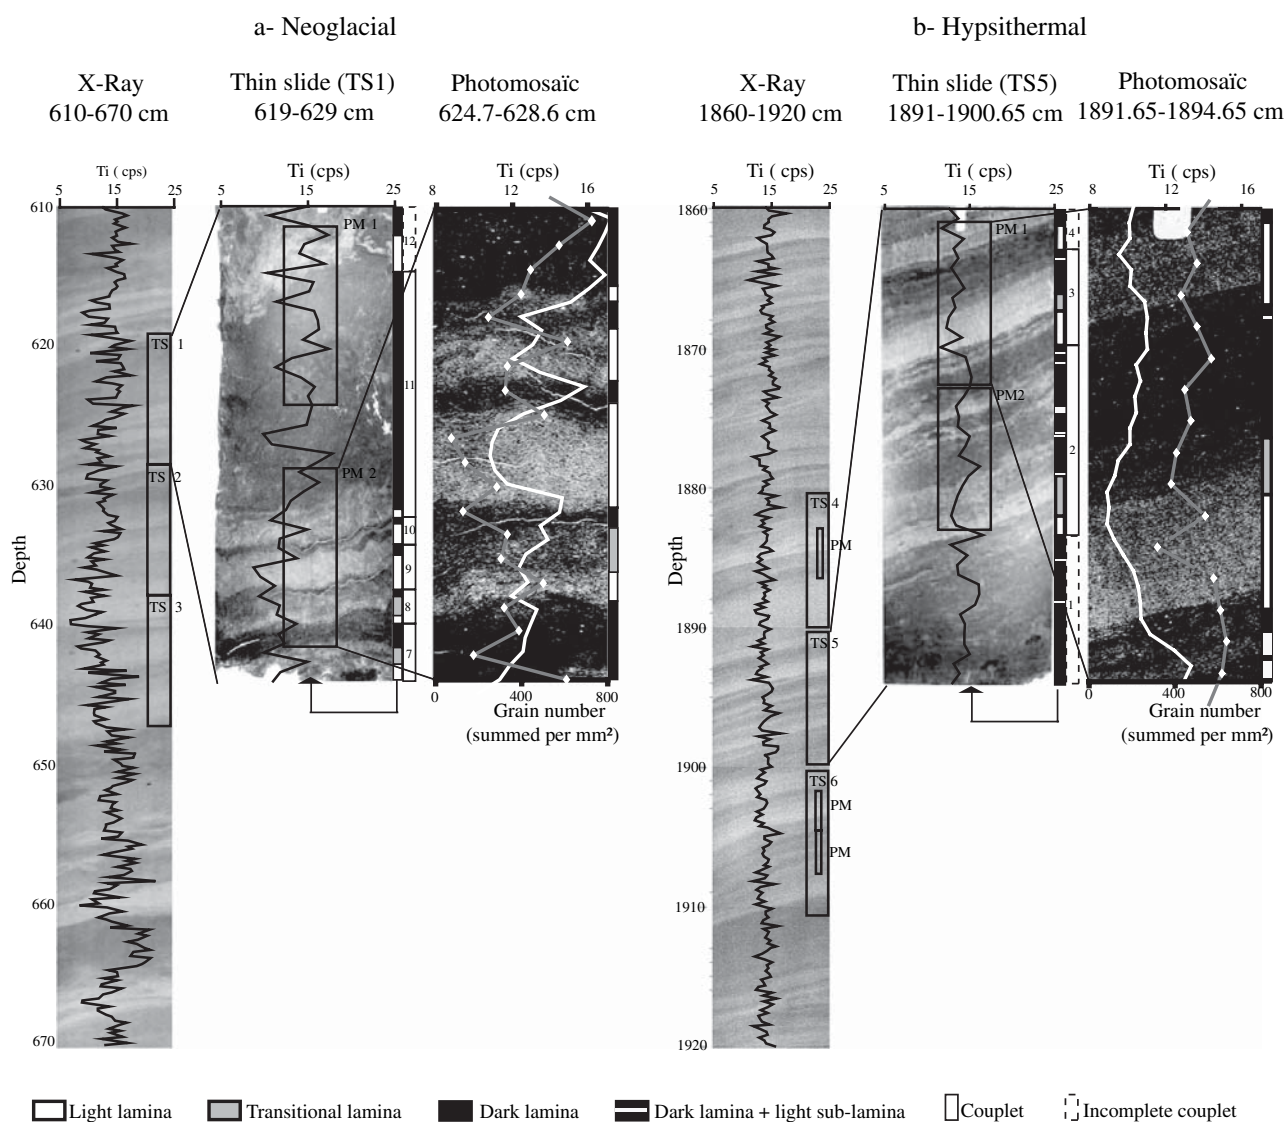 a- Neoglacial
b- Hypsithermal
X-Ray
610-670 cm
Thin slide (TS1)
619-629 cm
Photomosaïc
624.7-628.6 cm
X-Ray
1860-1920 cm
Thin slide (TS5)
1891-1900.65 cm
Photomosaïc
1891.65-1894.65 cm
Ti ( cps)
5 15 25
Ti (cps)
5 15 25
Ti (cps)
8 12 16
Ti (cps)
5 15 25
Ti (cps)
5 15 25
Ti (cps)
8 12 16
Depth
610
620
630
640
650
660
670
TS 1
TS 2
TS 3
PM 1
PM 2
12
11
10
9
8
7
0 400 800
Grain number
(summed per mm²)
Depth
1860
1870
1880
1890
1900
1910
1920
TS 4
PM
TS 5
TS 6
PM
PM
PM 1
PM2
4
3
2
1
0 400 800
Grain number
(summed per mm²)
Light lamina
Transitional lamina
Dark lamina
Dark lamina + light sub-lamina
Couplet
Incomplete couplet